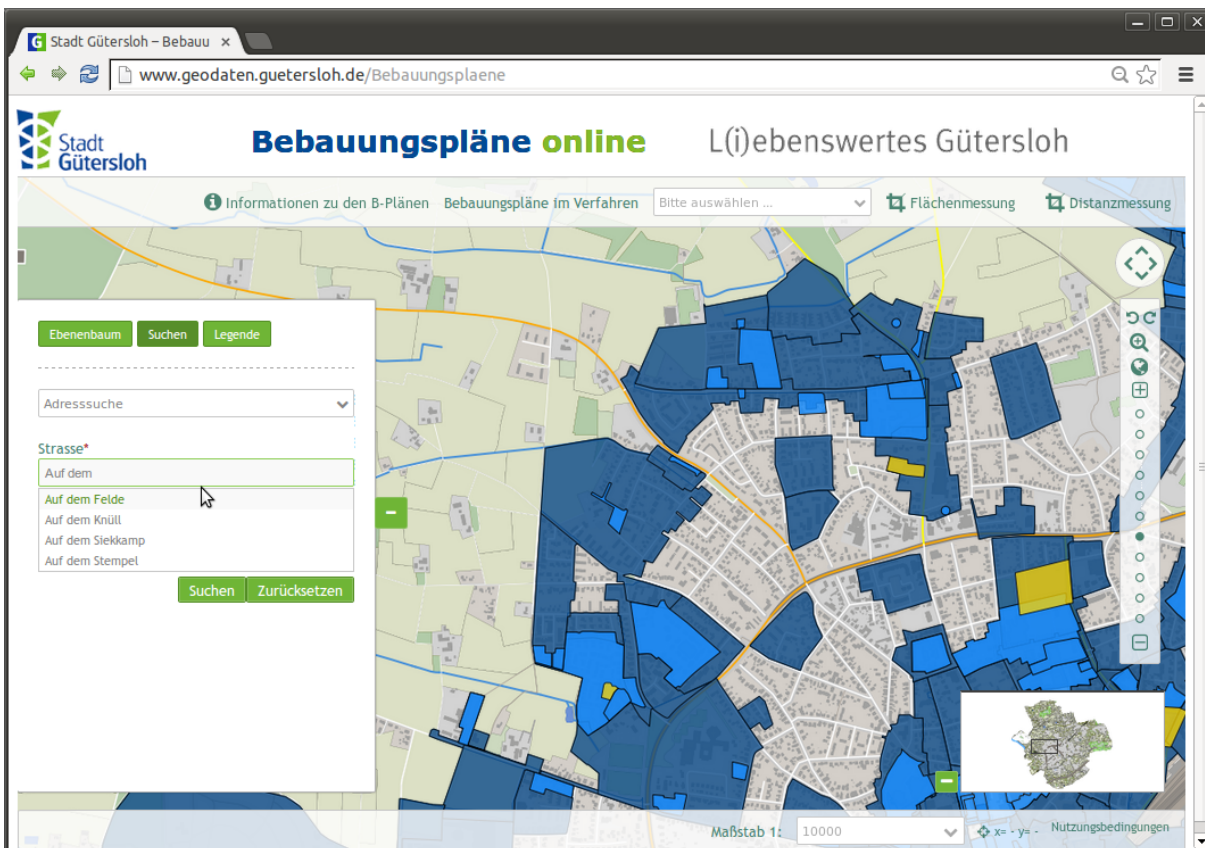 Stadt Gütersloh – Bebauu ×
www.geodaten.guetersloh.de/Bebauungsplaene
Stadt
Gütersloh
Bebauungspläne online
L(i)ebenswertes Gütersloh
Informationen zu den B-Plänen Bebauungspläne im Verfahren Bitte auswählen ... Flächenmessung Distanzmessung
Ebenenbaum Suchen Legende
Adresssuche
Strasse*
Auf dem
Auf dem Felde
Auf dem Knüll
Auf dem Siekkamp
Auf dem Stempel
Suchen Zurücksetzen
Maßstab 1: 10000 x= - y= - Nutzungsbedingungen